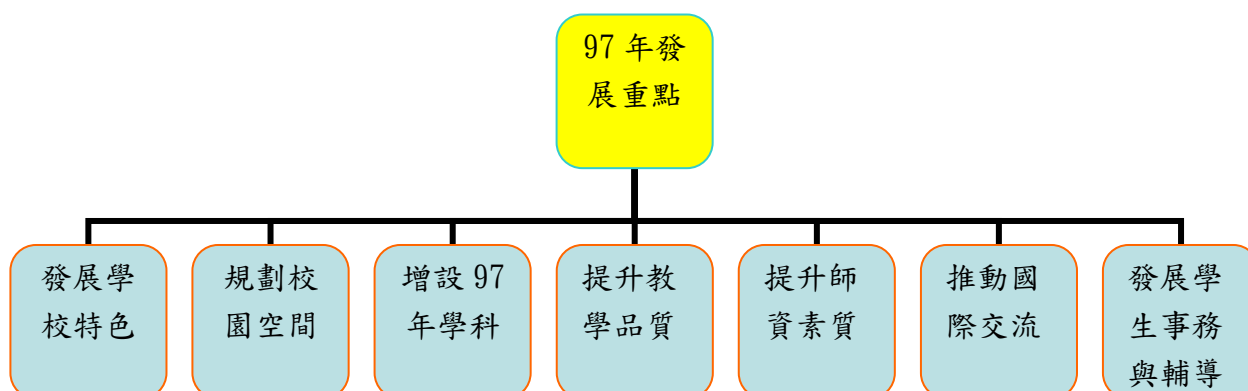 97 年發
展重點
發展學
校特色
規劃校
園空間
增設 97
年學科
提升教
學品質
提升師
資素質
推動國
際交流
發展學
生事務
與輔導